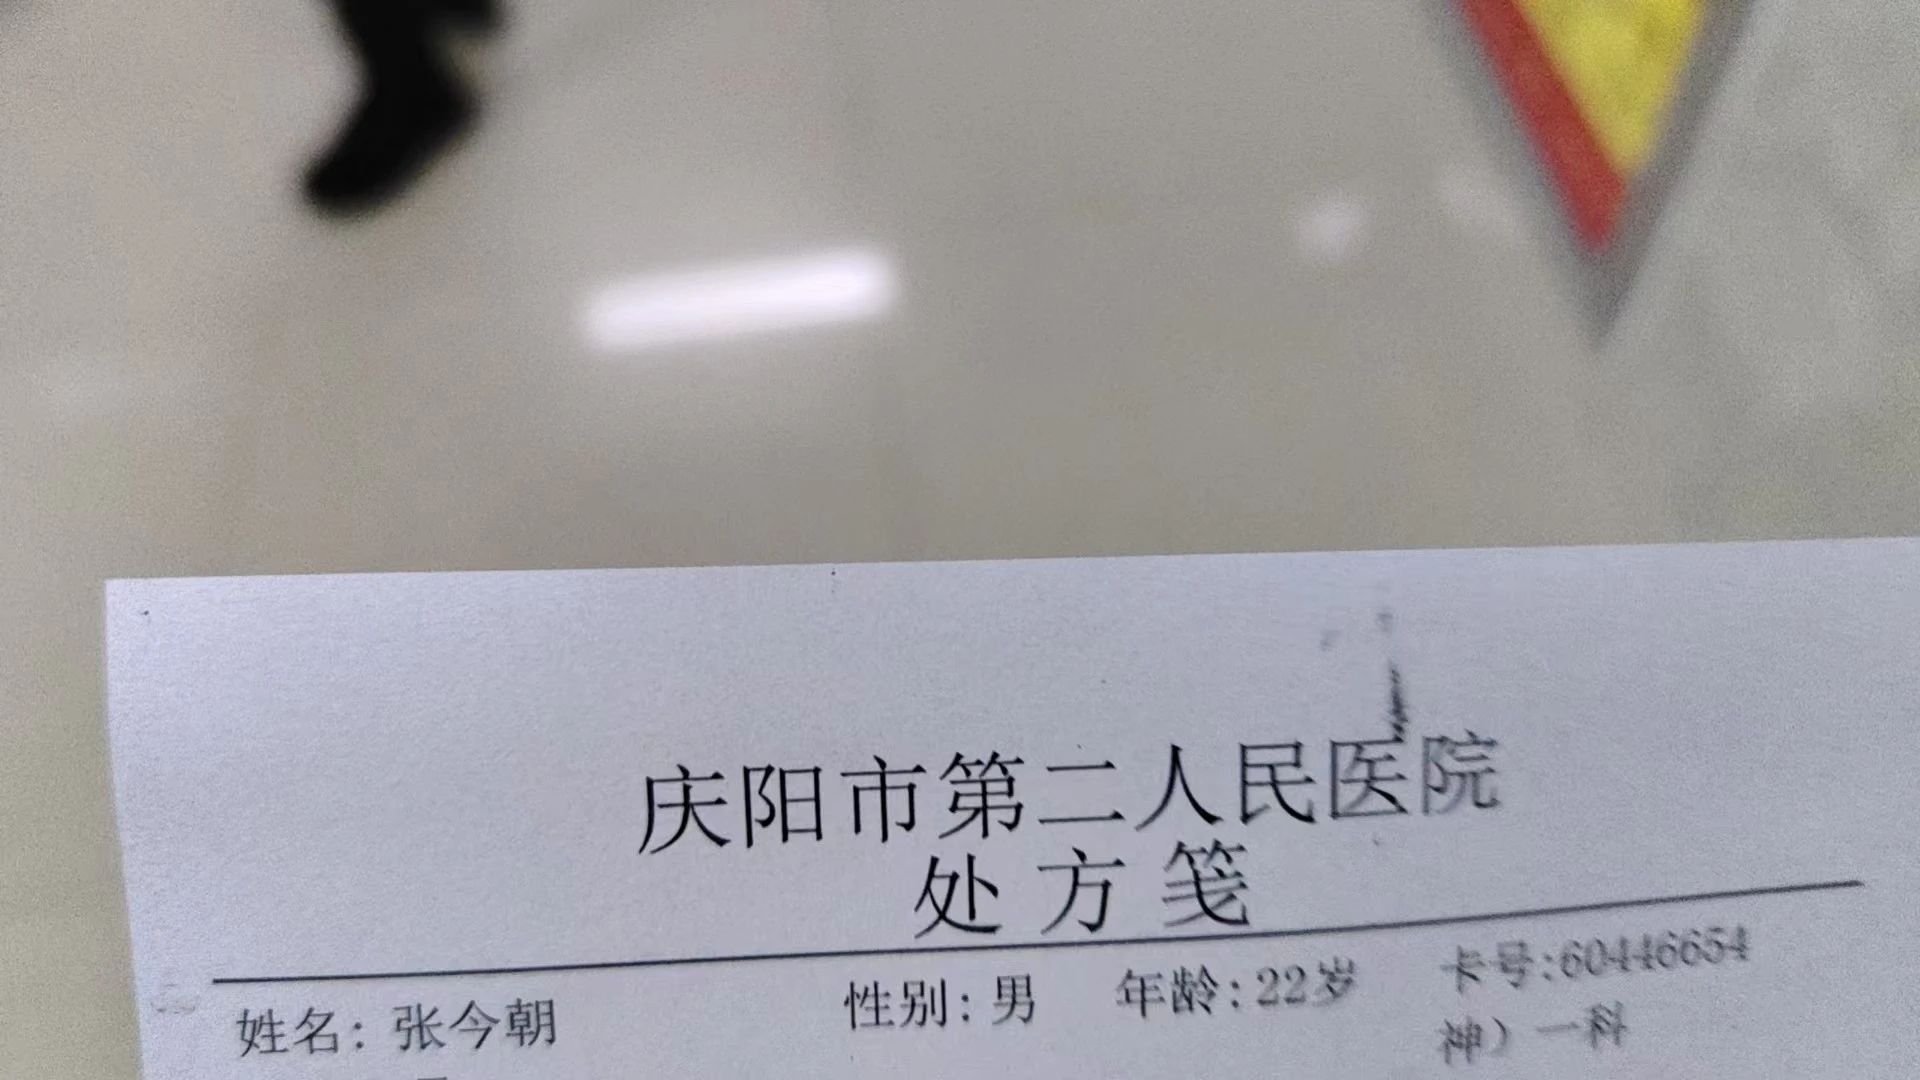 庆阳市第二人民医院
处方笺
姓名：张今朝 性别：男 年龄：22岁 卡号:60446654
神）一科